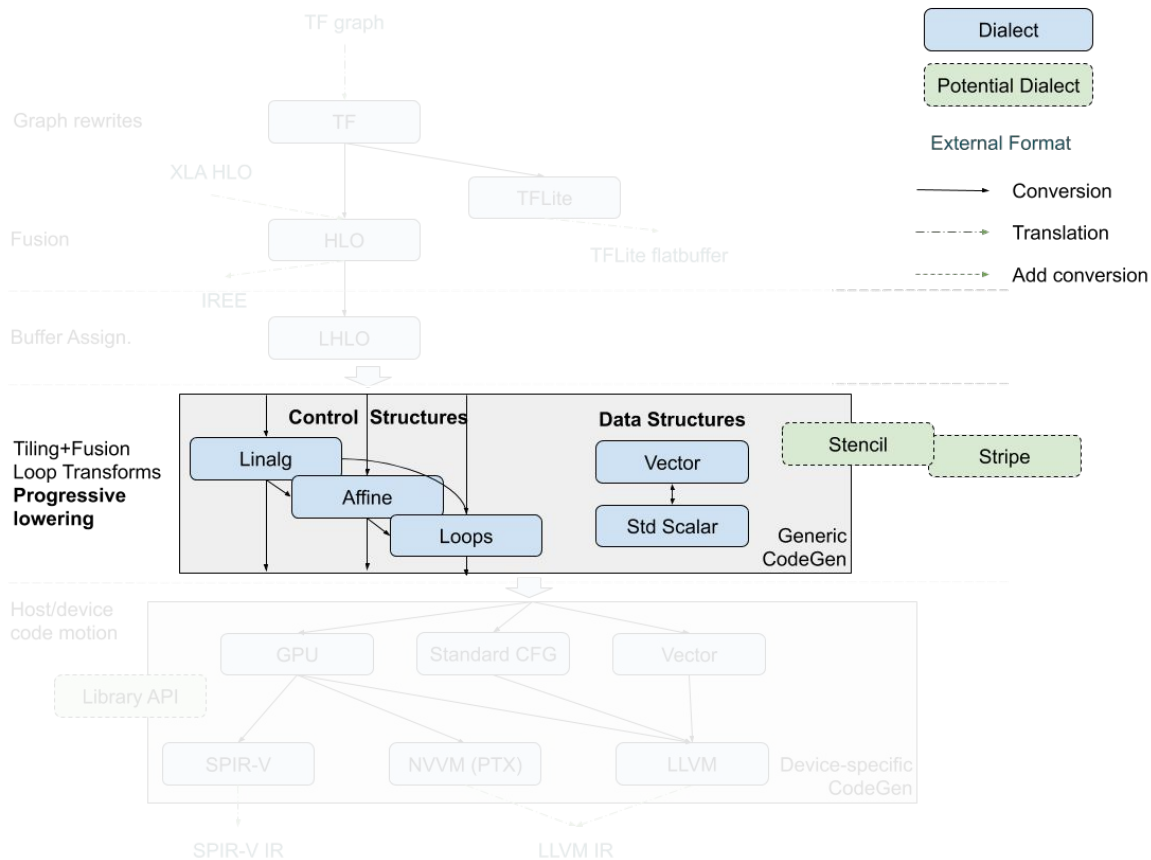 TF graph
Dialect
Potential Dialect
External Format
Conversion
Translation
Add conversion
Graph rewrites
TF
XLA HLO
TFLite
Fusion
HLO
TFLite flatbuffer
IREE
Buffer Assign.
LHLO
Control Structures
Data Structures
Tiling+Fusion
Loop Transforms
Progressive
lowering
Linalg
Affine
Loops
Vector
Std Scalar
Generic
CodeGen
Stencil
Stripe
Host/device
code motion
GPU
Standard CFG
Vector
Library API
SPIR-V
NVVM (PTX)
LLVM
Device-specific
CodeGen
SPIR-V IR
LLVM IR